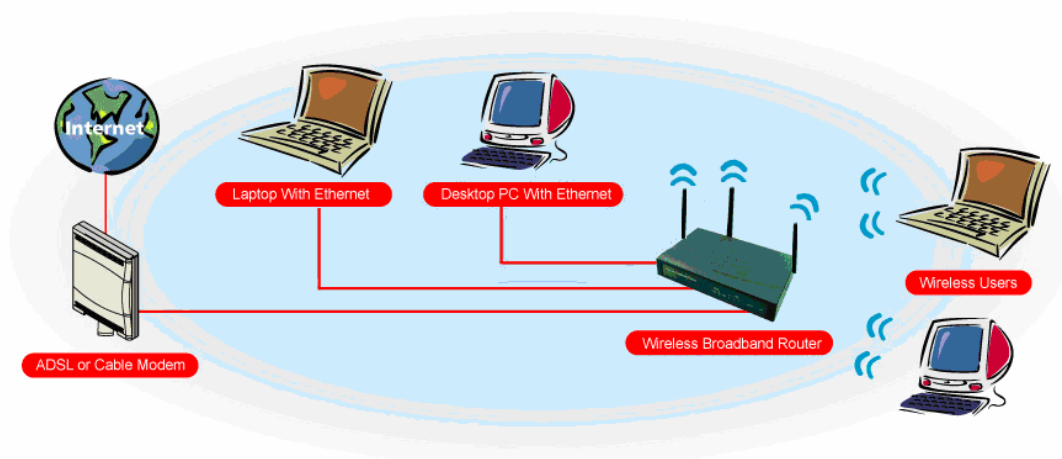 Internet
Laptop With Ethernet
Desktop PC With Ethernet
Wireless Users
Wireless Broadband Router
ADSL or Cable Modem